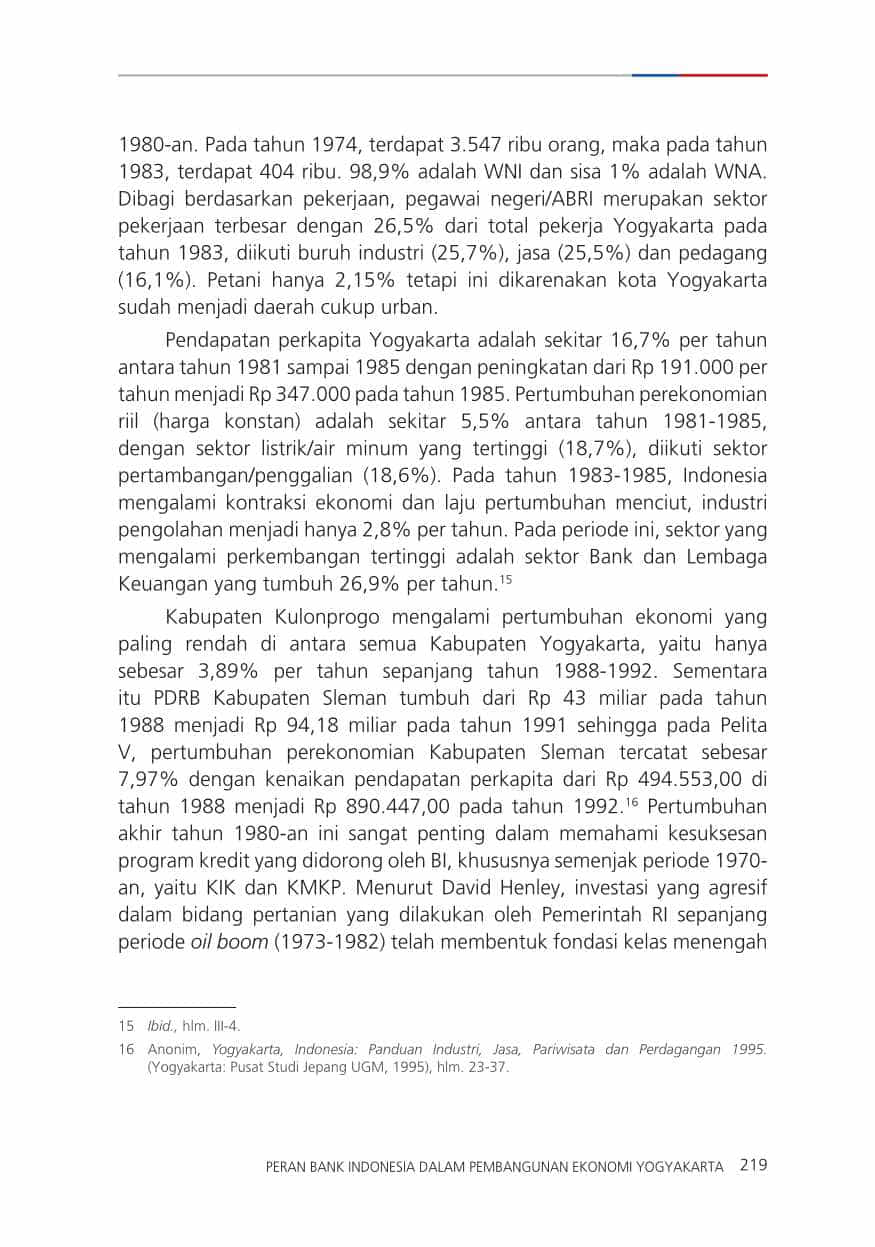 1980-an. Pada tahun 1974, terdapat 3.547 ribu orang, maka pada tahun
1983, terdapat 404 ribu. 98,9% adalah WNI dan sisa 1% adalah WNA.
Dibagi berdasarkan pekerjaan, pegawai negeri/ABRI merupakan sektor
pekerjaan terbesar dengan 26,5% dari total pekerja Yogyakarta pada
tahun 1983, diikuti buruh industri (25,7%), jasa (25,5%) dan pedagang
(16,1%). Petani hanya 2,15% tetapi ini dikarenakan kota Yogyakarta
sudah menjadi daerah cukup urban.
Pendapatan perkapita Yogyakarta adalah sekitar 16,7% per tahun
antara tahun 1981 sampai 1985 dengan peningkatan dari Rp 191.000 per
tahun menjadi Rp 347.000 pada tahun 1985. Pertumbuhan perekonomian
riil (harga konstan) adalah sekitar 5,5% antara tahun 1981-1985,
dengan sektor listrik/air minum yang tertinggi (18,7%), diikuti sektor
pertambangan/penggalian (18,6%). Pada tahun 1983-1985, Indonesia
mengalami kontraksi ekonomi dan laju pertumbuhan menciut, industri
pengolahan menjadi hanya 2,8% per tahun. Pada periode ini, sektor yang
mengalami perkembangan tertinggi adalah sektor Bank dan Lembaga
Keuangan yang tumbuh 26,9% per tahun.15
Kabupaten Kulonprogo mengalami pertumbuhan ekonomi yang
paling rendah di antara semua Kabupaten Yogyakarta, yaitu hanya
sebesar 3,89% per tahun sepanjang tahun 1988-1992. Sementara
itu PDRB Kabupaten Sleman tumbuh dari Rp 43 miliar pada tahun
1988 menjadi Rp 94,18 miliar pada tahun 1991 sehingga pada Pelita
V, pertumbuhan perekonomian Kabupaten Sleman tercatat sebesar
7,97% dengan kenaikan pendapatan perkapita dari Rp 494.553,00 di
tahun 1988 menjadi Rp 890.447,00 pada tahun 1992.16 Pertumbuhan
akhir tahun 1980-an ini sangat penting dalam memahami kesuksesan
program kredit yang didorong oleh BI, khususnya semenjak periode 1970-
an, yaitu KIK dan KMKP. Menurut David Henley, investasi yang agresif
dalam bidang pertanian yang dilakukan oleh Pemerintah RI sepanjang
periode oil boom (1973-1982) telah membentuk fondasi kelas menengah
15 Ibid., hlm. III-4.
16 Anonim, Yogyakarta, Indonesia: Panduan Industri, Jasa, Pariwisata dan Perdagangan 1995.
(Yogyakarta: Pusat Studi Jepang UGM, 1995), hlm. 23-37.
PERAN BANK INDONESIA DALAM PEMBANGUNAN EKONOMI YOGYAKARTA 219